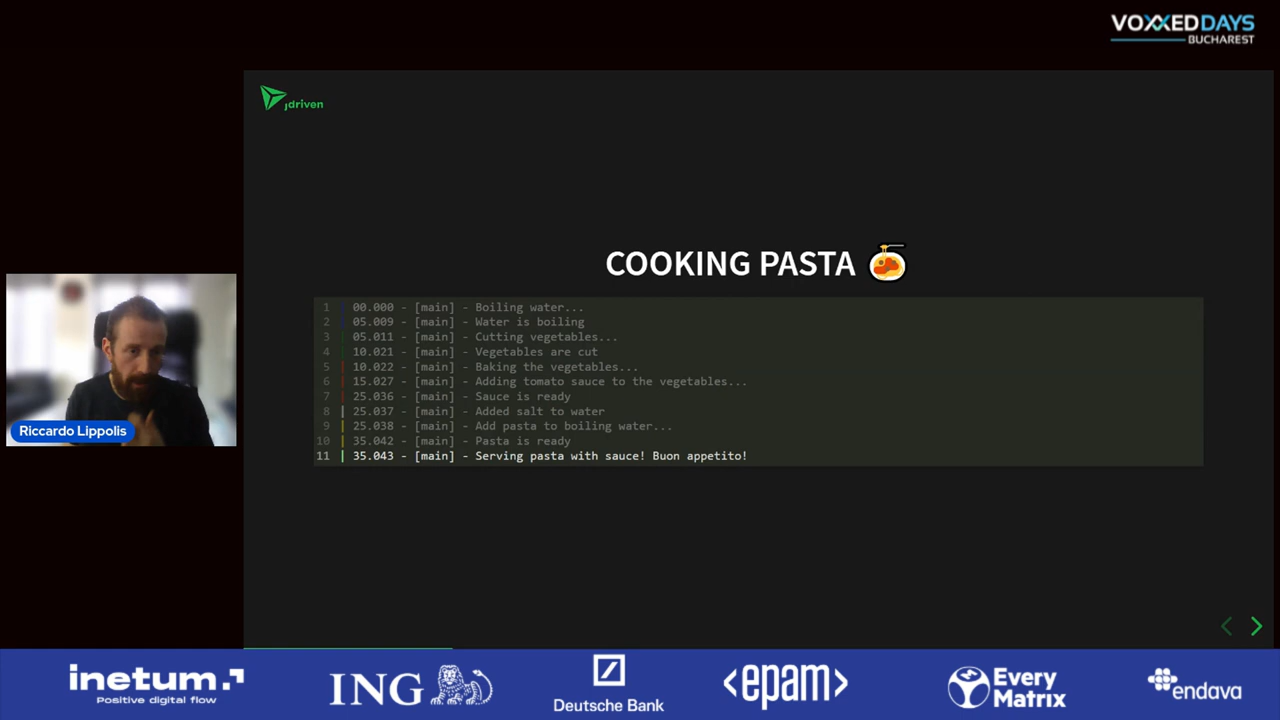 VOXXEDDAYS
BUCHAREST
jdriven
COOKING PASTA
1 00.000 - [main] - Boiling water...
2 05.009 - [main] - Water is boiling
3 05.011 - [main] - Cutting vegetables...
4 10.021 - [main] - Vegetables are cut
5 10.022 - [main] - Baking the vegetables...
6 15.027 - [main] - Adding tomato sauce to the vegetables...
7 25.036 - [main] - Sauce is ready
8 25.037 - [main] - Added salt to water
9 25.038 - [main] - Add pasta to boiling water...
10 35.042 - [main] - Pasta is ready
11 35.043 - [main] - Serving pasta with sauce! Buon appetito!
Riccardo Lippolis
inetum.
Positive digital flow
ING
Deutsche Bank
<epam>
Every
Matrix
endava